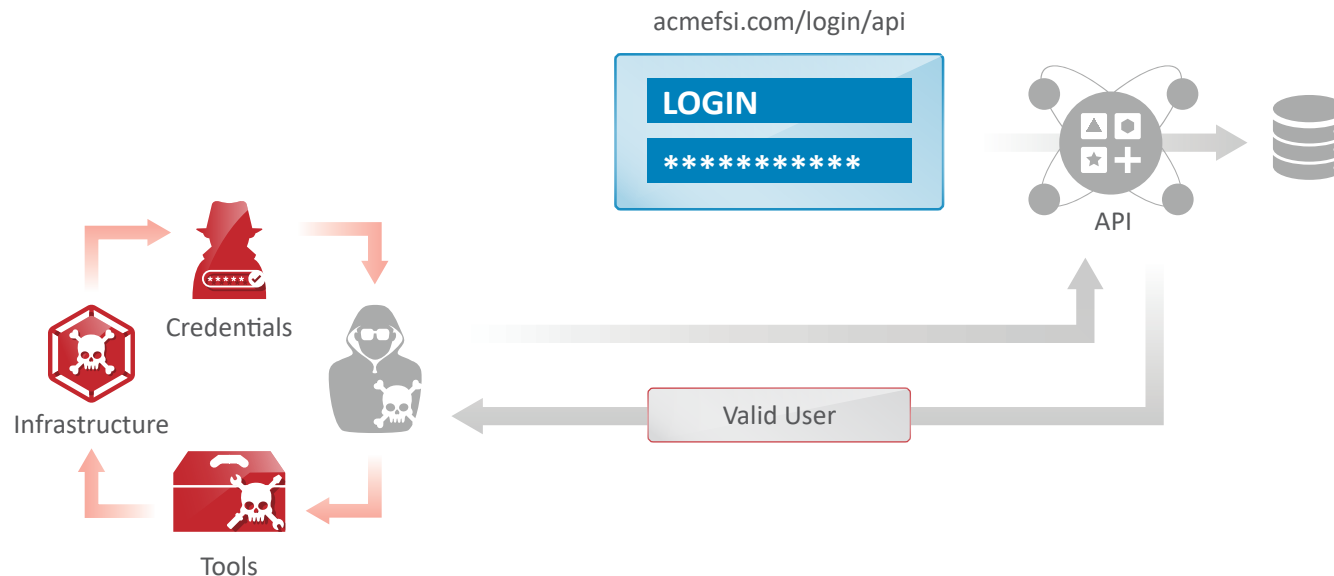 acmefsi.com/login/api
LOGIN
***********
API
Credentials
Infrastructure
Valid User
Tools